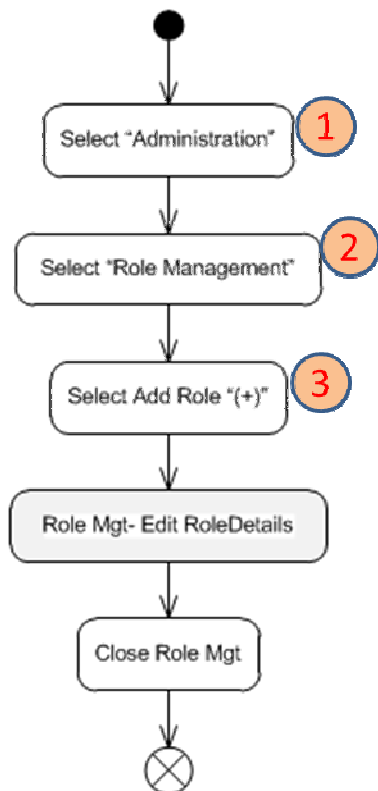 Select "Administration"
1
Select "Role Management"
2
Select Add Role "(+)"
3
Role Mgt- Edit RoleDetails
Close Role Mgt